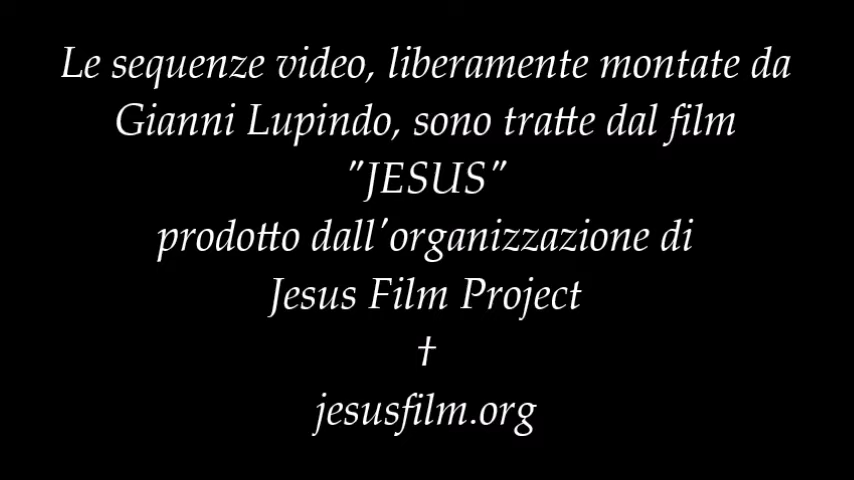 Le sequenze video, liberamente montate da
Gianni Lupindo, sono tratte dal film
"JESUS"
prodotto dall'organizzazione di
Jesus Film Project
†
jesusfilm.org